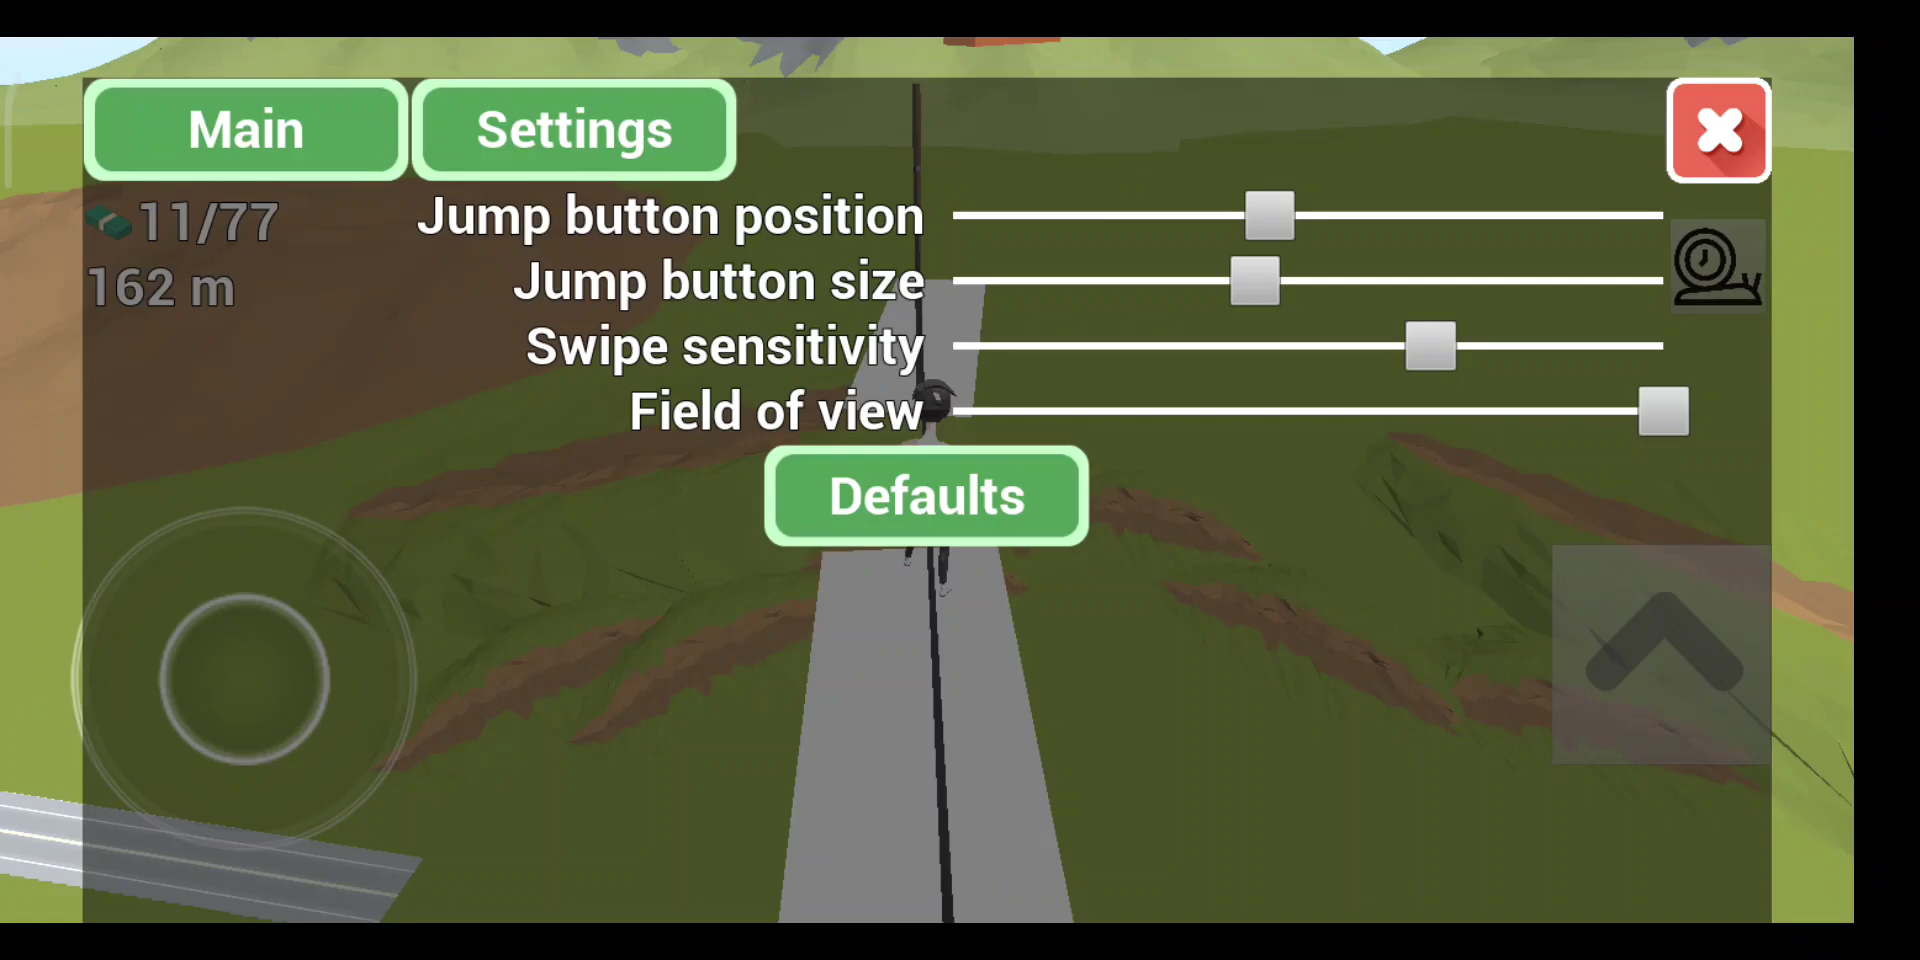 Main
Settings
11/77
162 m
Jump button position
Jump button size
Swipe sensitivity
Field of view
Defaults